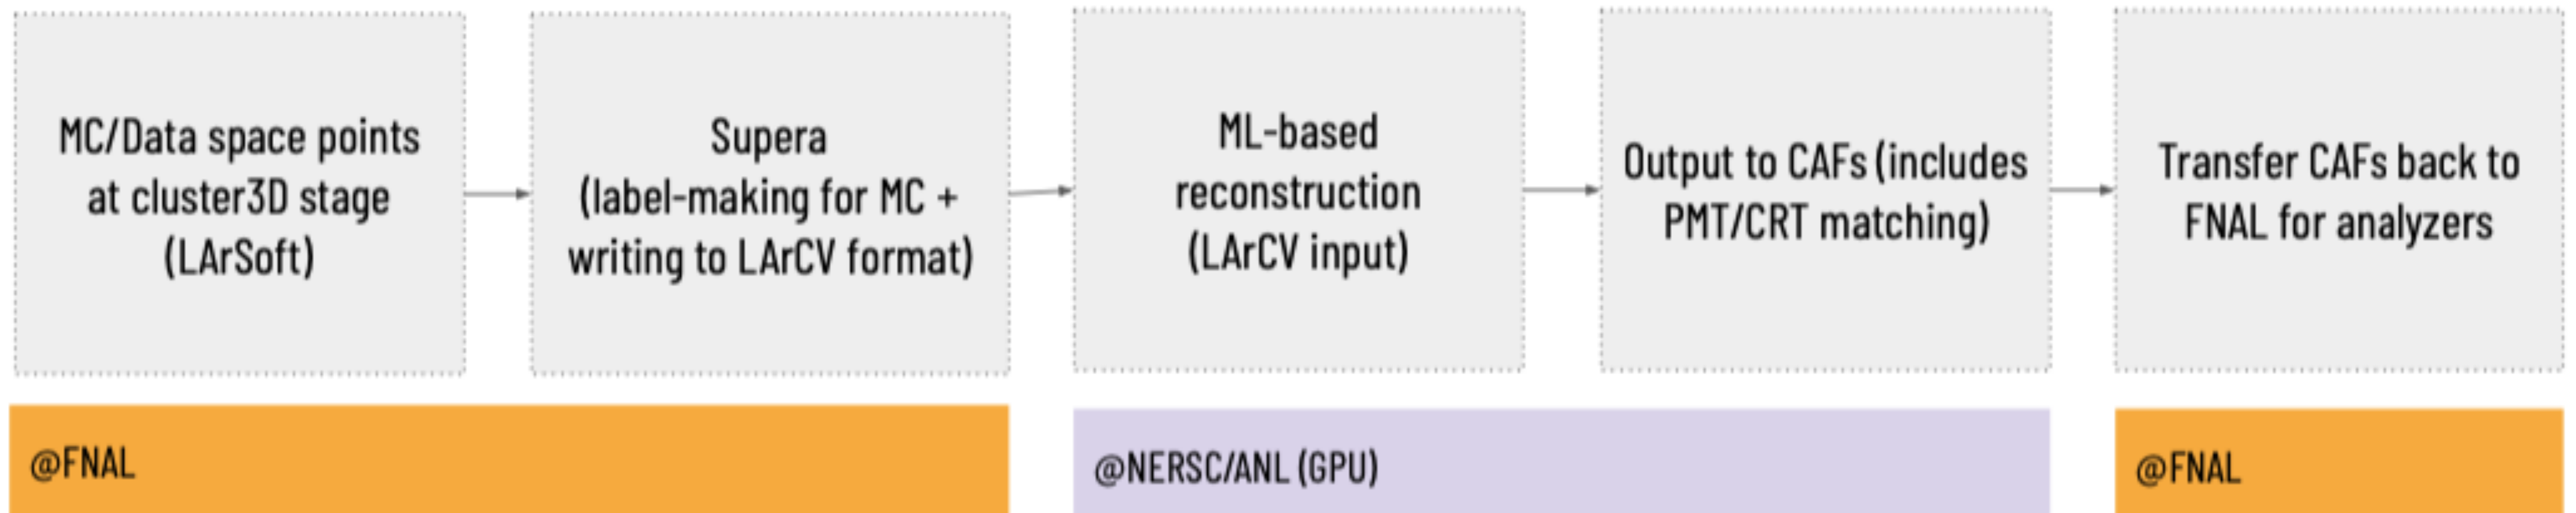 MC/Data space points
at cluster3D stage
(LArSoft)
Supera
(label-making for MC +
writing to LArCV format)
ML-based
reconstruction
(LArCV input)
Output to CAFs (includes
PMT/CRT matching)
Transfer CAFs back to
FNAL for analyzers
@FNAL
@NERSC/ANL (GPU)
@FNAL